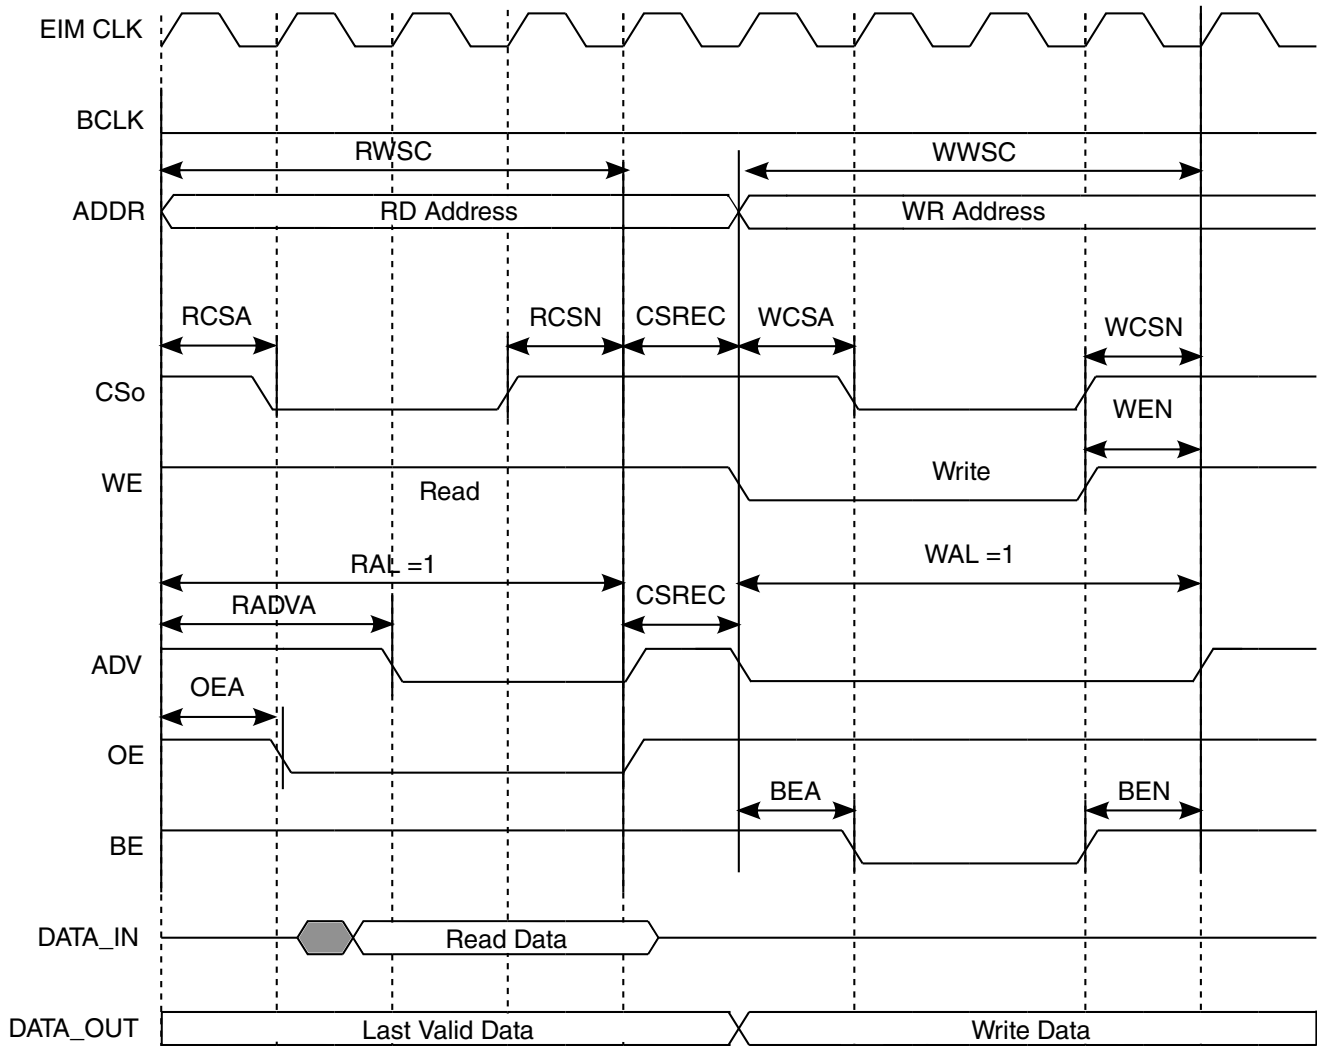 EIM CLK
BCLK
RWSC
WWSC
ADDR
RD Address
WR Address
RCSA
RCSN
CSREC
WCSA
WCSN
CSo
WEN
WE
Read
Write
RAL =1
WAL =1
RADVA
CSREC
ADV
OEA
OE
BEA
BEN
BE
DATA_IN
Read Data
DATA_OUT
Last Valid Data
Write Data